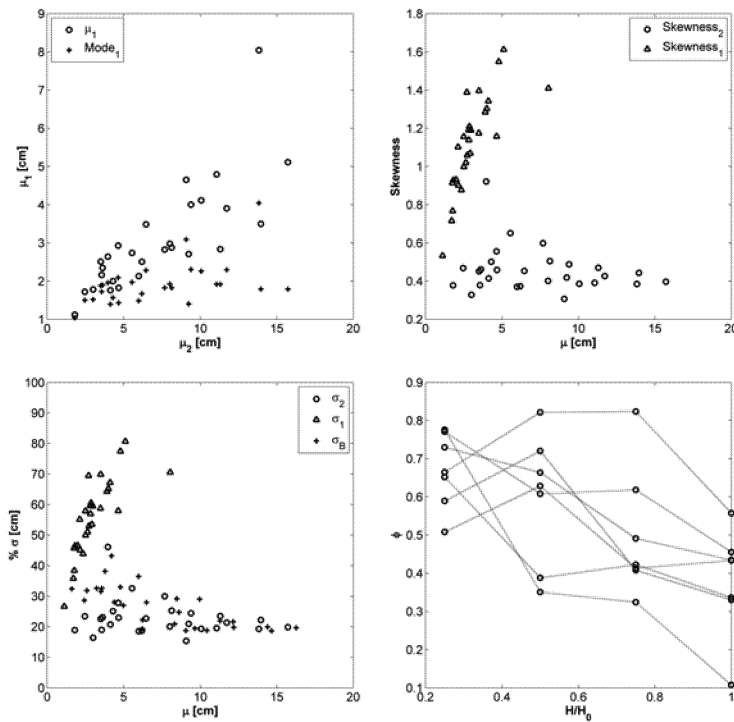 9
8
7
6
5
4
3
2
1
0 5 10 15 20
μ₁ [cm]
μ₂ [cm]
μ₁
Mode₁
1.8
1.6
1.4
1.2
1
0.8
0.6
0.4
0.2
0 5 10 15 20
Skewness
μ [cm]
Skewness₂
Skewness₁
100
90
80
70
60
50
40
30
20
10
0
0 5 10 15 20
% σ [cm]
μ [cm]
σ₂
σ₁
σB
0.9
0.8
0.7
0.6
0.5
0.4
0.3
0.2
0.1
0.2 0.4 0.6 0.8 1
ϕ
H/H₀